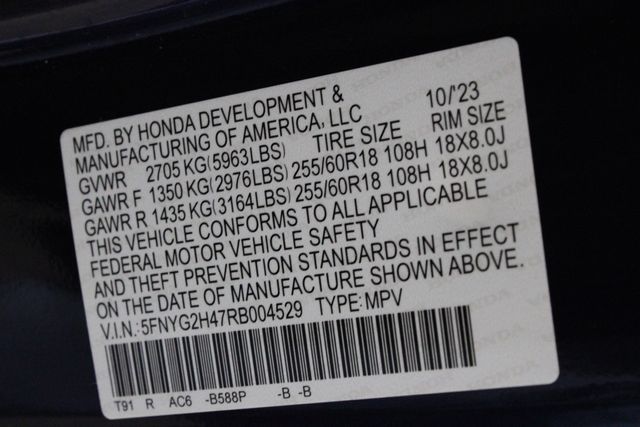 MFD. BY HONDA DEVELOPMENT & 10/'23
MANUFACTURING OF AMERICA, LLC
GVWR 2705 KG(5963LBS) TIRE SIZE RIM SIZE
GAWR F 1350 KG(2976LBS) 255/60R18 108H 18X8.0J
GAWR R 1435 KG(3164LBS) 255/60R18 108H 18X8.0J
THIS VEHICLE CONFORMS TO ALL APPLICABLE
FEDERAL MOTOR VEHICLE SAFETY
AND THEFT PREVENTION STANDARDS IN EFFECT
ON THE DATE OF MANUFACTURE SHOWN ABOVE.
V.I.N.:5FNYG2H47RB004529 TYPE:MPV
T91 R AC6 -B588P -B -B